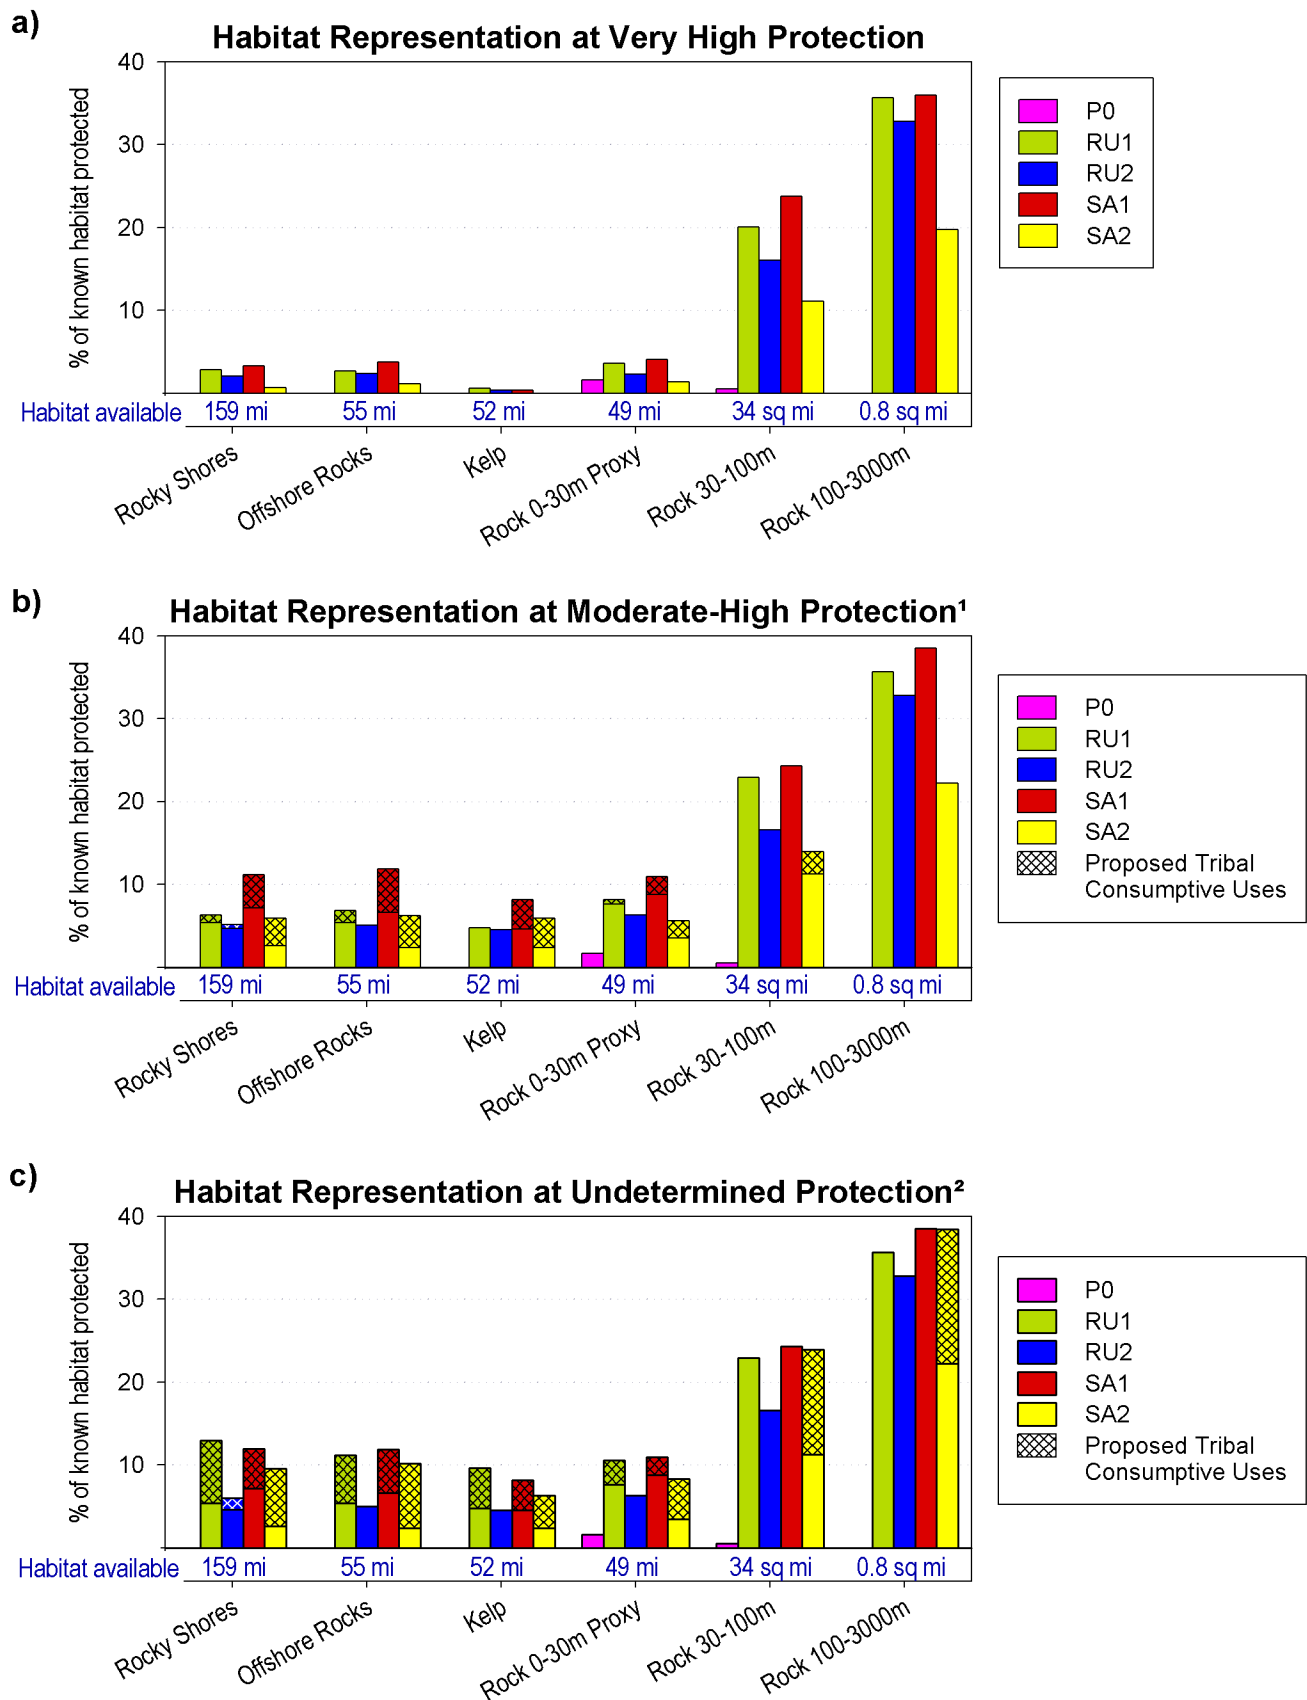 a)
Habitat Representation at Very High Protection
% of known habitat protected
40
30
20
10
P0
RU1
RU2
SA1
SA2
Habitat available
159 mi
55 mi
52 mi
49 mi
34 sq mi
0.8 sq mi
Rocky Shores
Offshore Rocks
Kelp
Rock 0-30m Proxy
Rock 30-100m
Rock 100-3000m
b)
Habitat Representation at Moderate-High Protection¹
% of known habitat protected
40
30
20
10
P0
RU1
RU2
SA1
SA2
Proposed Tribal
Consumptive Uses
Habitat available
159 mi
55 mi
52 mi
49 mi
34 sq mi
0.8 sq mi
Rocky Shores
Offshore Rocks
Kelp
Rock 0-30m Proxy
Rock 30-100m
Rock 100-3000m
c)
Habitat Representation at Undetermined Protection²
% of known habitat protected
40
30
20
10
P0
RU1
RU2
SA1
SA2
Proposed Tribal
Consumptive Uses
Habitat available
159 mi
55 mi
52 mi
49 mi
34 sq mi
0.8 sq mi
Rocky Shores
Offshore Rocks
Kelp
Rock 0-30m Proxy
Rock 30-100m
Rock 100-3000m